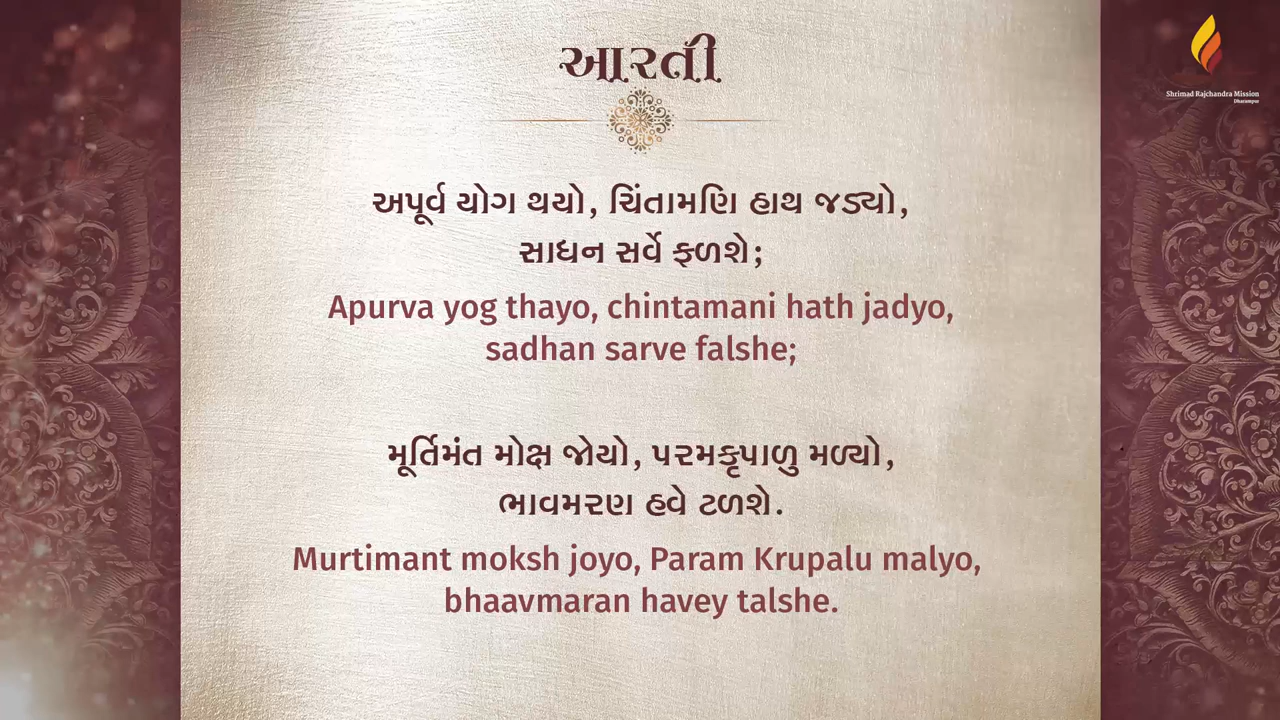 આરતી
Shrimad Rajchandra Mission
Dharampur
અપૂર્વ યોગ થયો, ચિંતામણિ હાથ જડ્યો,
સાધન સર્વે ફળશે;
Apurva yog thayo, chintamani hath jadyo,
sadhan sarve falshe;
મૂર્તિમંત મોક્ષ જોયો, પરમકૃપાળુ મળ્યો,
ભાવમરણ હવે ટળશે.
Murtimant moksh joyo, Param Krupalu malyo,
bhaavmaran havey talshe.